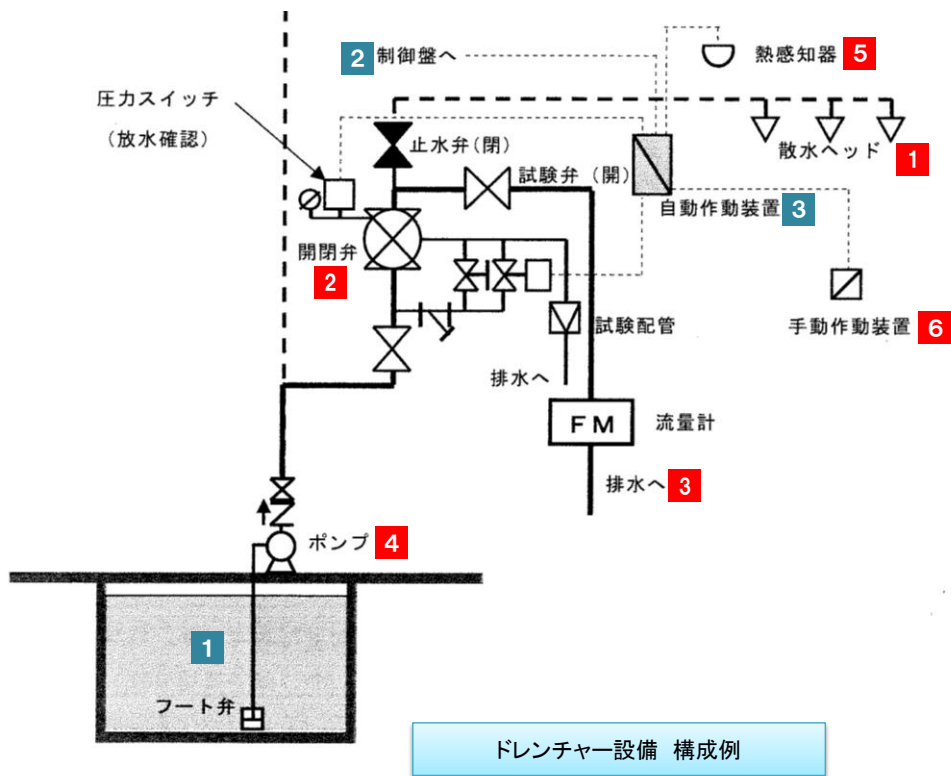 2 制御盤へ
熱感知器 5
圧力スイッチ
(放水確認)
止水弁(閉)
散水ヘッド 1
試験弁(開)
自動作動装置 3
開閉弁
2
手動作動装置 6
試験配管
排水へ
FM 流量計
排水へ 3
ポンプ 4
1
フート弁
ドレンチャー設備 構成例